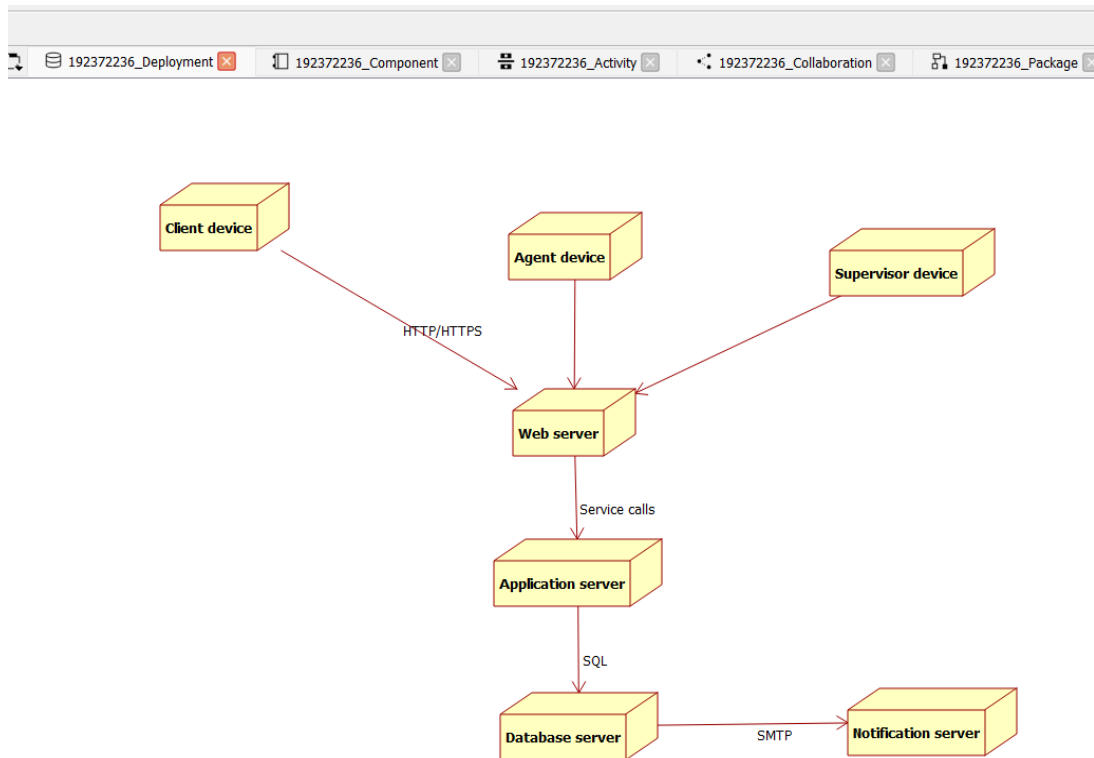 192372236_Deployment
192372236_Component
192372236_Activity
192372236_Collaboration
192372236_Package
Client device
Agent device
Supervisor device
HTTP/HTTPS
Web server
Service calls
Application server
SQL
Database server
SMTP
Notification server